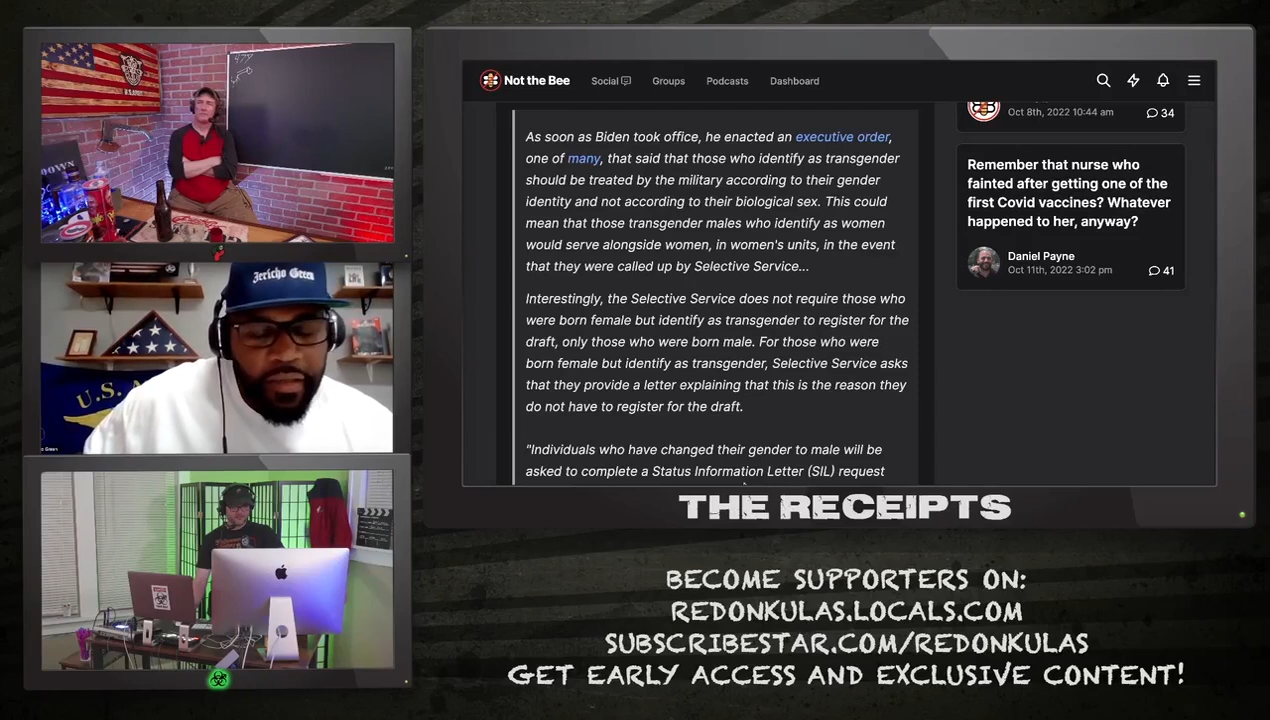 U.S. ARMY
DOWN
Jericho Green
U.S. NA
Green
Not the Bee
Social
Groups
Podcasts
Dashboard
As soon as Biden took office, he enacted an executive order,
one of many, that said that those who identify as transgender
should be treated by the military according to their gender
identity and not according to their biological sex. This could
mean that those transgender males who identify as women
would serve alongside women, in women's units, in the event
that they were called up by Selective Service...
Interestingly, the Selective Service does not require those who
were born female but identify as transgender to register for the
draft, only those who were born male. For those who were
born female but identify as transgender, Selective Service asks
that they provide a letter explaining that this is the reason they
do not have to register for the draft.
"Individuals who have changed their gender to male will be
asked to complete a Status Information Letter (SIL) request
Oct 8th, 2022 10:44 am
34
Remember that nurse who
fainted after getting one of the
first Covid vaccines? Whatever
happened to her, anyway?
Daniel Payne
Oct 11th, 2022 3:02 pm
41
THE RECEIPTS
BECOME SUPPORTERS ON:
REDONKULAS.LOCALS.COM
SUBSCRIBESTAR.COM/REDONKULAS
GET EARLY ACCESS AND EXCLUSIVE CONTENT!